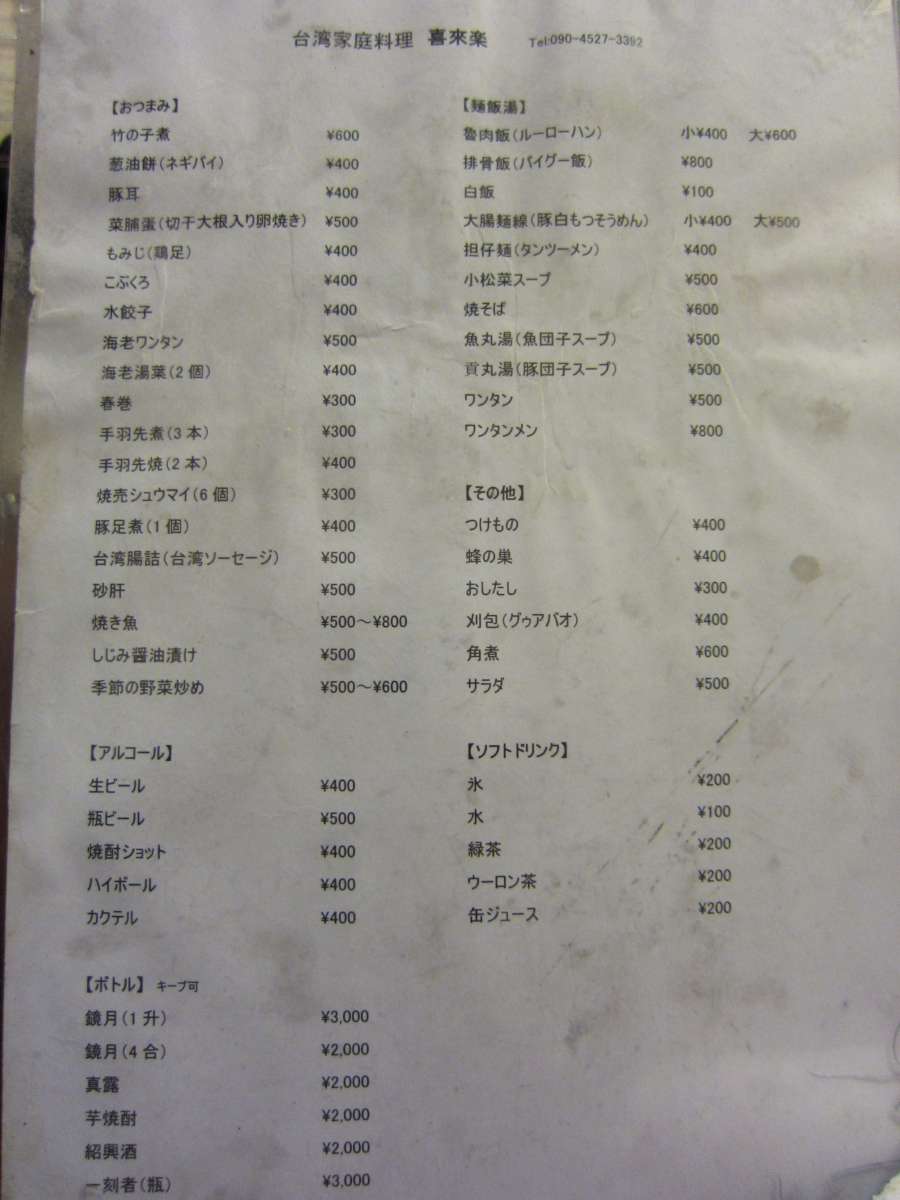 台湾家庭料理 喜來楽 Tel:090-4527-3392
【おつまみ】
竹の子煮 ¥600
葱油餅(ネギパイ) ¥400
豚耳 ¥400
菜脯蛋(切干大根入り卵焼き) ¥500
もみじ(鶏足) ¥400
こぶくろ ¥400
水餃子 ¥400
海老ワンタン ¥500
海老湯葉(2個) ¥400
春巻 ¥300
手羽先煮(3本) ¥300
手羽先焼(2本) ¥400
焼売シュウマイ(6個) ¥300
豚足煮(1個) ¥400
台湾腸詰(台湾ソーセージ) ¥500
砂肝 ¥500
焼き魚 ¥500～¥800
しじみ醤油漬け ¥500
季節の野菜炒め ¥500～¥600
【麺飯湯】
魯肉飯(ルーローハン) 小¥400 大¥600
排骨飯(パイグー飯) ¥800
白飯 ¥100
大腸麺線(豚白もつそうめん) 小¥400 大¥500
担仔麺(タンツーメン) ¥400
小松菜スープ ¥500
焼そば ¥600
魚丸湯(魚団子スープ) ¥500
貢丸湯(豚団子スープ) ¥500
ワンタン ¥500
ワンタンメン ¥800
【その他】
つけもの ¥400
蜂の巣 ¥400
おしたし ¥300
刈包(グゥアバオ) ¥400
角煮 ¥600
サラダ ¥500
【アルコール】
生ビール ¥400
瓶ビール ¥500
焼酎ショット ¥400
ハイボール ¥400
カクテル ¥400
【ソフトドリンク】
氷 ¥200
水 ¥100
緑茶 ¥200
ウーロン茶 ¥200
缶ジュース ¥200
【ボトル】 キープ可
鏡月(1升) ¥3,000
鏡月(4合) ¥2,000
真露 ¥2,000
芋焼酎 ¥2,000
紹興酒 ¥2,000
一刻者(瓶) ¥3,000